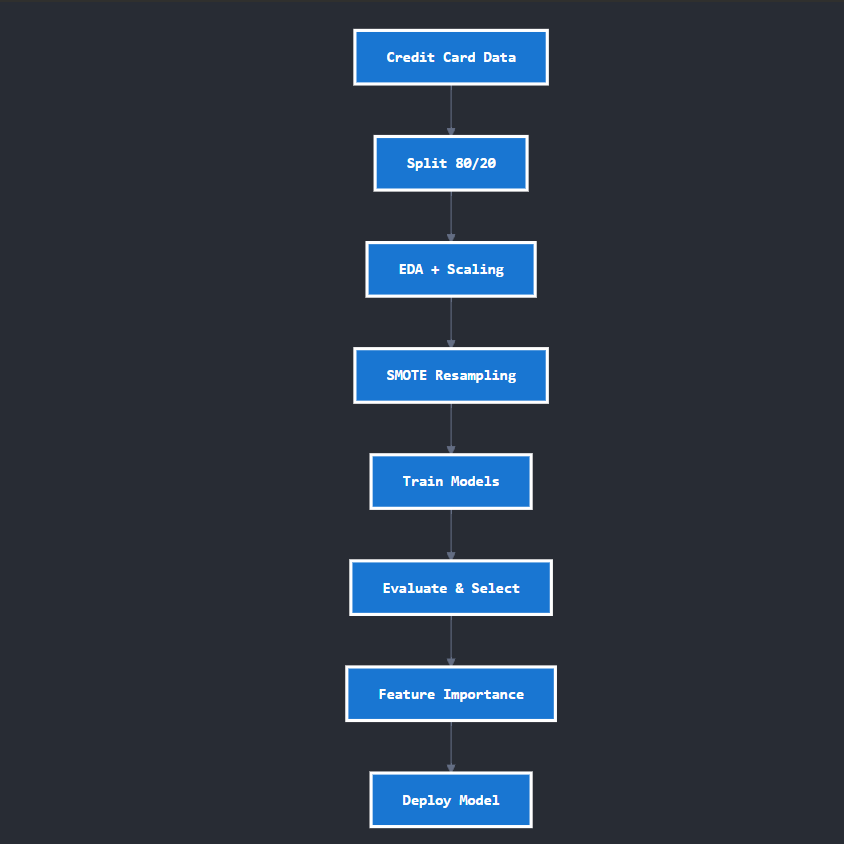 Credit Card Data
Split 80/20
EDA + Scaling
SMOTE Resampling
Train Models
Evaluate & Select
Feature Importance
Deploy Model